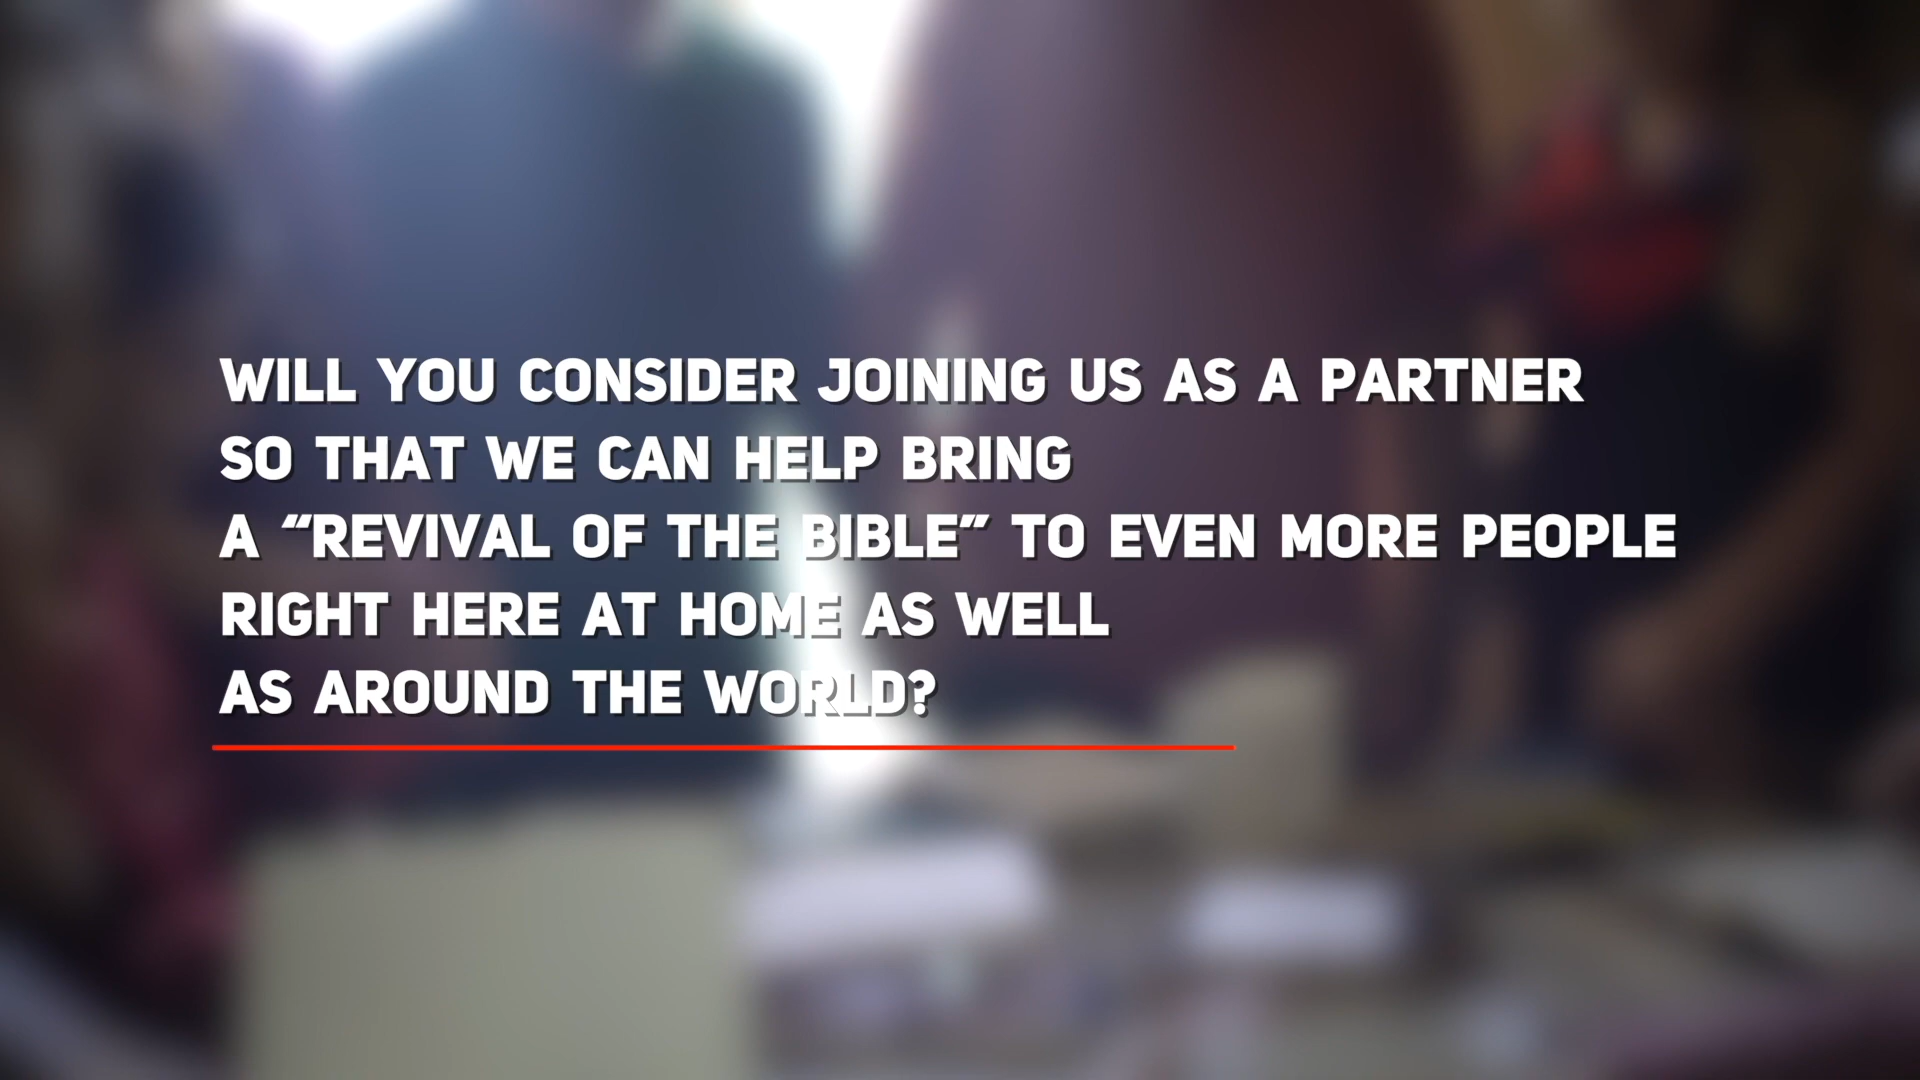 WILL YOU CONSIDER JOINING US AS A PARTNER
SO THAT WE CAN HELP BRING
A “REVIVAL OF THE BIBLE” TO EVEN MORE PEOPLE
RIGHT HERE AT HOME AS WELL
AS AROUND THE WORLD?